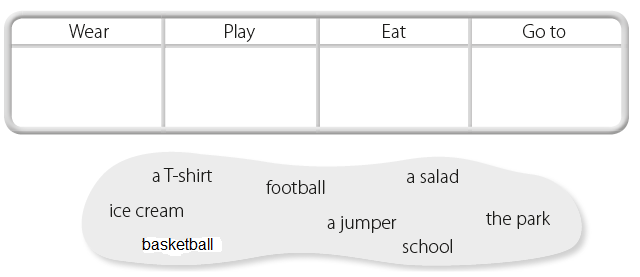 Wear Play Eat Go to
a T-shirt football a salad
ice cream a jumper the park
basketball school